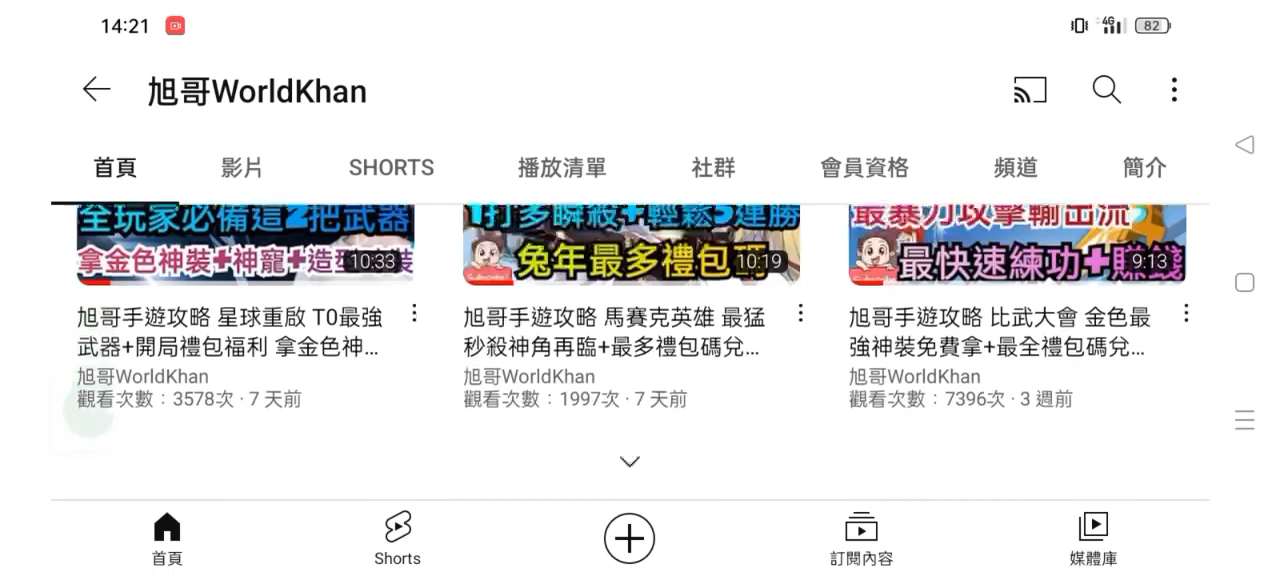 14:21
4G
82
旭哥WorldKhan
首頁 影片 SHORTS 播放清單 社群 會員資格 頻道 簡介
全玩家必備這2把武器
拿金色神裝+神寵+造
裝
10:33
1打多瞬殺+輕鬆5連勝
兔年最多禮包碼
10:19
最暴力攻擊輸出流
最快速練功+賺錢
9:13
旭哥手遊攻略 星球重啟 T0最強
武器+開局禮包福利 拿金色神...
旭哥WorldKhan
觀看次數：3578次 · 7 天前
旭哥手遊攻略 馬賽克英雄 最猛
秒殺神角再臨+最多禮包碼兌...
旭哥WorldKhan
觀看次數：1997次 · 7 天前
旭哥手遊攻略 比武大會 金色最
強神裝免費拿+最全禮包碼兌...
旭哥WorldKhan
觀看次數：7396次 · 3 週前
首頁 Shorts 訂閱內容 媒體庫